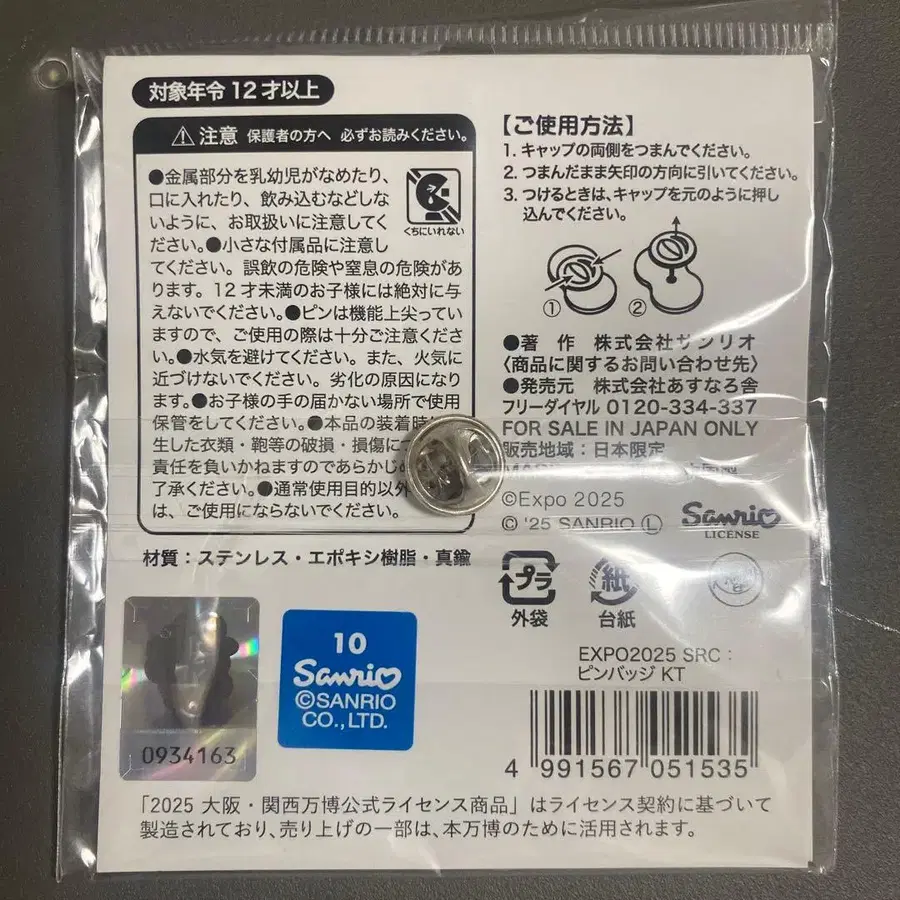 対象年令12才以上
注意 保護者の方へ 必ずお読みください。
●金属部分を乳幼児がなめたり、
口に入れたり、飲み込むなどしな
いように、お取扱いに注意してく
ださい。●小さな付属品に注意し
てください。誤飲の危険や窒息の危険があ
ります。12才未満のお子様には絶対に与
えないでください。●ピンは機能上尖ってい
ますので、ご使用の際は十分ご注意くださ
い。●水気を避けてください。また、火気に
近づけないでください。劣化の原因になりま
す。●お子様の手の届かない場所で使用
保管をしてください。●本品の装着時
生した衣類・鞄等の破損・損傷に
責任を負いかねますのであらかじめ
了承ください。●通常使用目的以外
は、ご使用にならないでください。
くちにいれない
材質：ステンレス・エポキシ樹脂・真鍮
【ご使用方法】
1. キャップの両側をつまんでください。
2. つまんだまま矢印の方向に引いてください。
3. つけるときは、キャップを元のように押し
込んでください。
① ②
●著 作 株式会社サンリオ
〈商品に関するお問い合わせ先〉
●発売元 株式会社あすなろ舎
フリーダイヤル 0120-334-337
FOR SALE IN JAPAN ONLY
販売地域：日本限定
©Expo 2025
© '25 SANRIO Ⓛ
Sanrio
LICENSE
プラ
外袋
紙
台紙
0934163
10
Sanrio
©SANRIO
CO.,LTD.
EXPO2025 SRC：
ピンバッジ KT
4 991567 051535
「2025 大阪・関西万博公式ライセンス商品」はライセンス契約に基づいて
製造されており、売り上げの一部は、本万博のために活用されます。